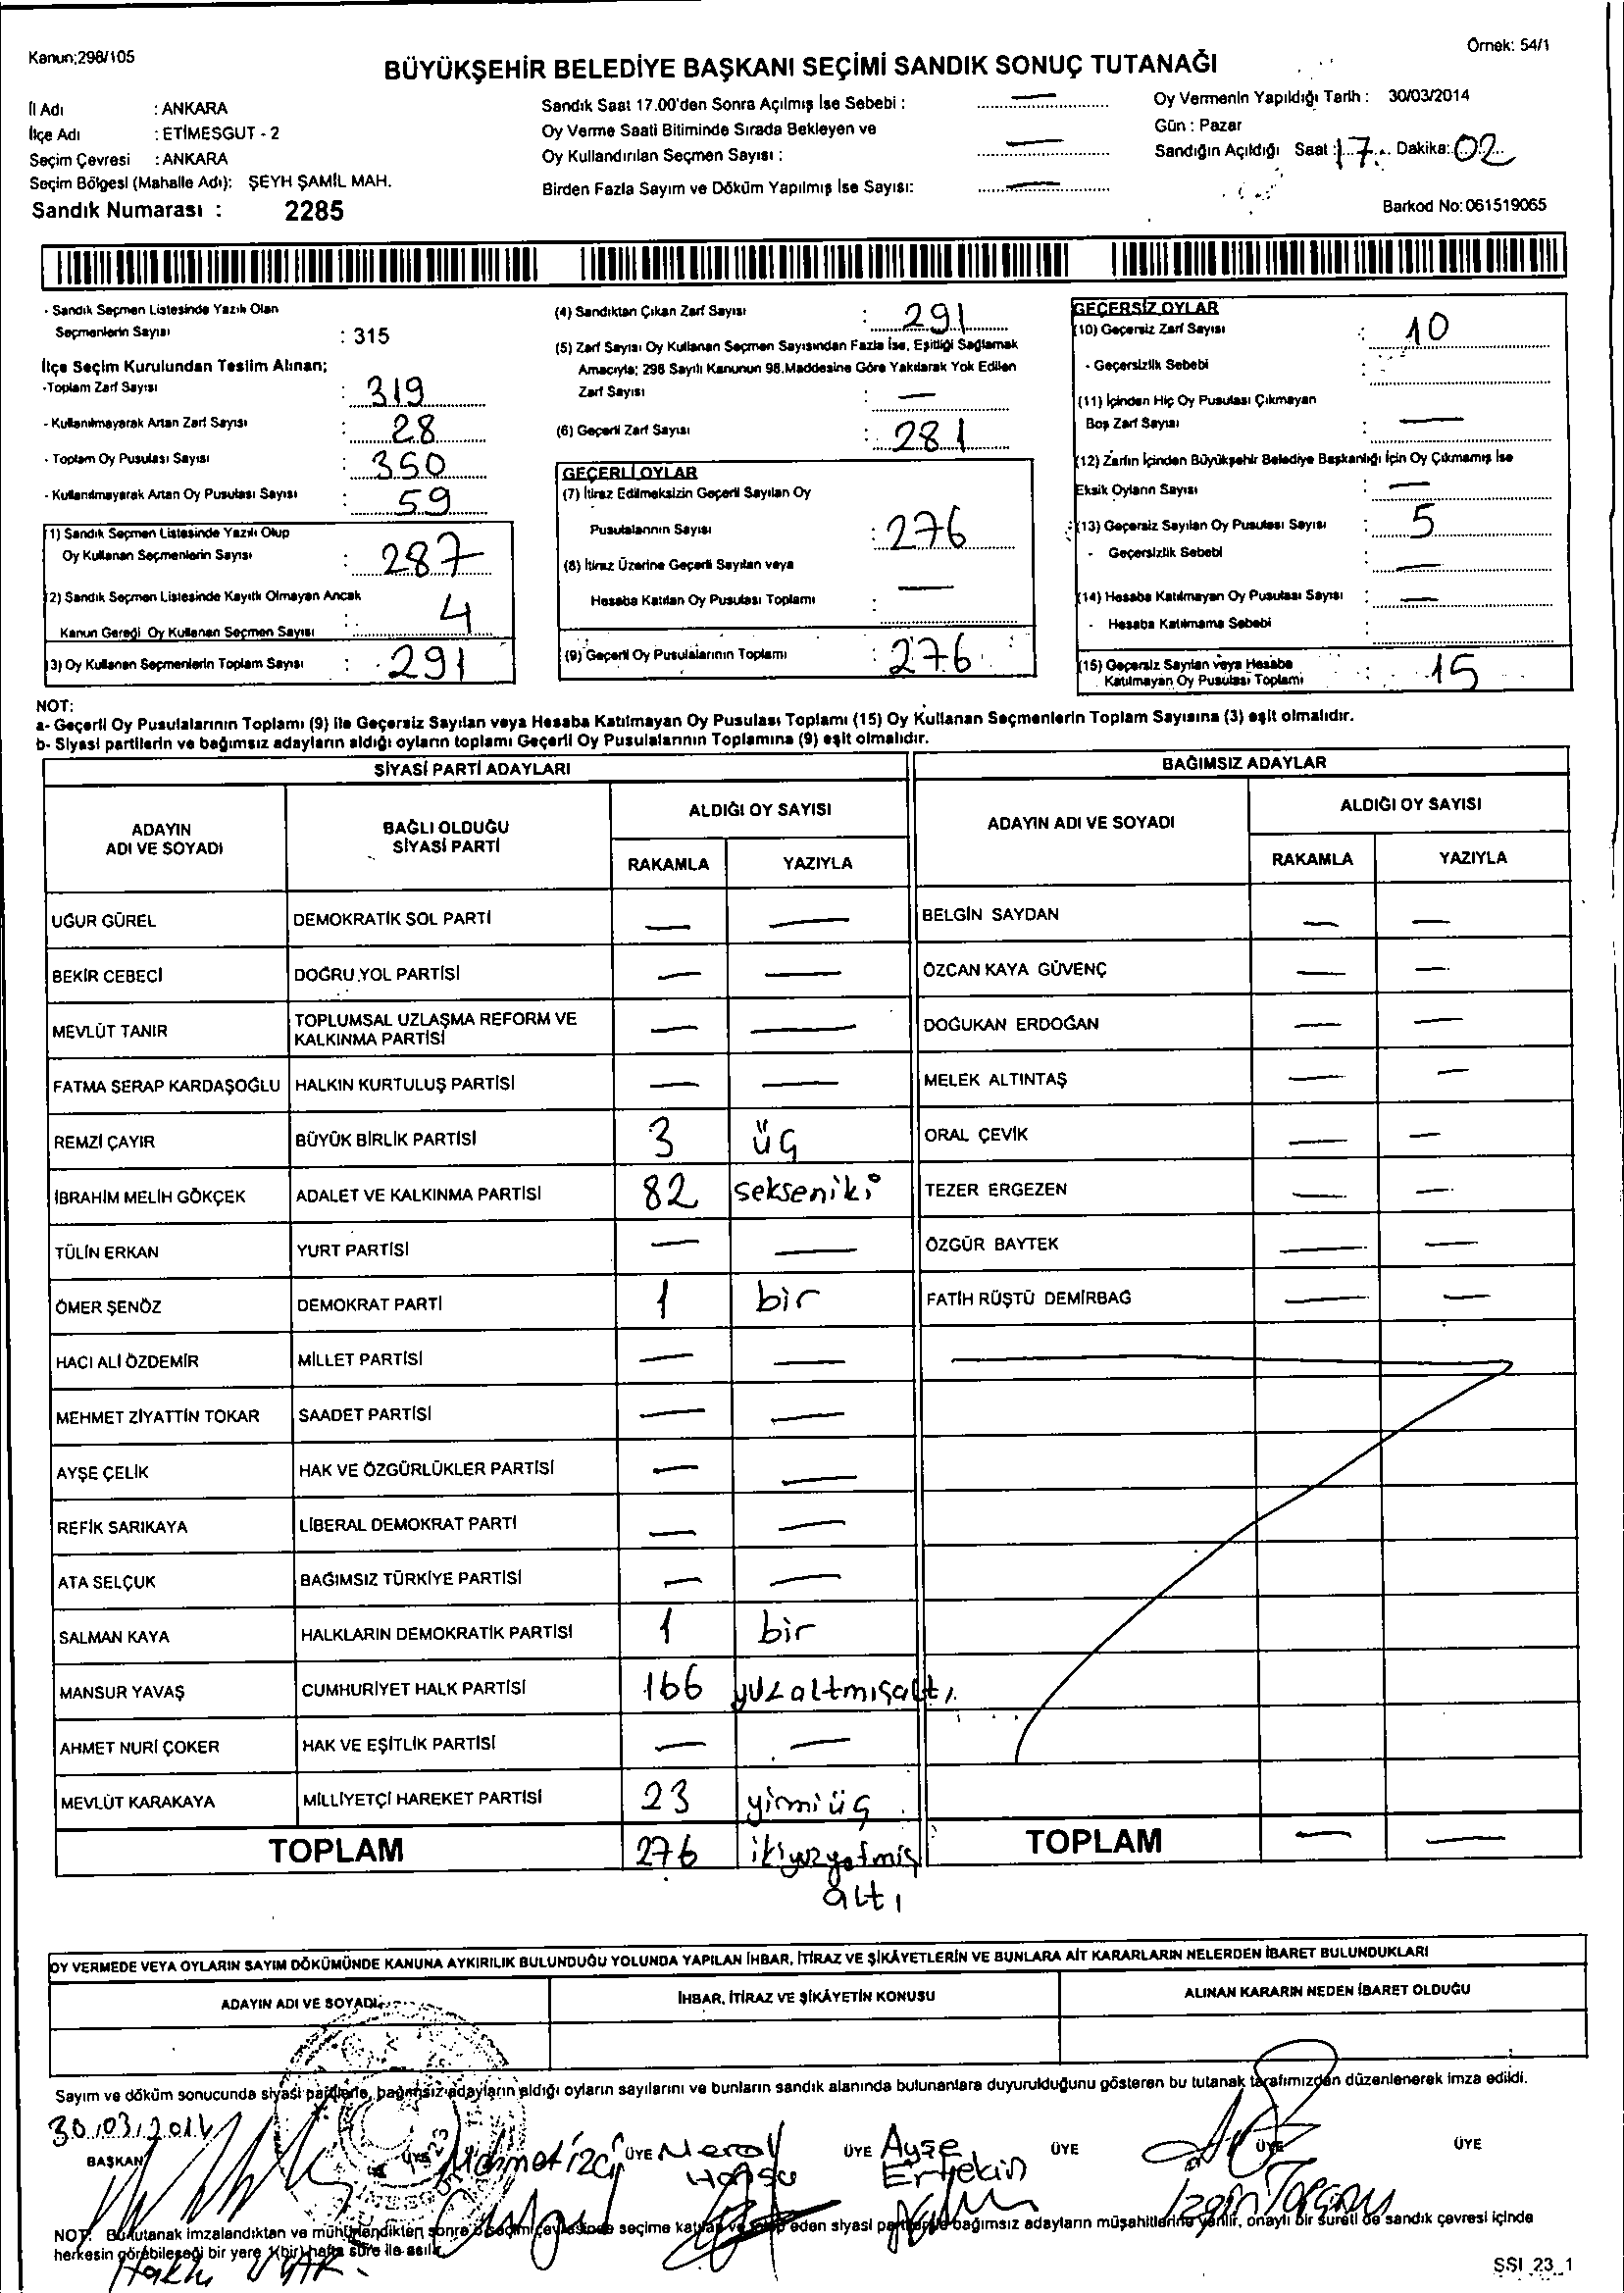 Kanun;298/105
Örnek: 54/1
BÜYÜKŞEHİR BELEDİYE BAŞKANI SEÇİMİ SANDIK SONUÇ TUTANAĞI
İl Adı : ANKARA
İlçe Adı : ETİMESGUT - 2
Seçim Çevresi : ANKARA
Seçim Bölgesi (Mahalle Adı): ŞEYH ŞAMİL MAH.
Sandık Numarası : 2285
Sandık Saat 17.00'den Sonra Açılmış İse Sebebi : —
Oy Verme Saati Bitiminde Sırada Bekleyen ve
Oy Kullandırılan Seçmen Sayısı : —
Birden Fazla Sayım ve Döküm Yapılmış İse Sayısı: —
Oy Vermenin Yapıldığı Tarih : 30/03/2014
Gün : Pazar
Sandığın Açıldığı Saat : 17 Dakika: 02
Barkod No: 061519065
- Sandık Seçmen Listesinde Yazılı Olan
Seçmenlerin Sayısı : 315
İlçe Seçim Kurulundan Teslim Alınan;
-Toplam Zarf Sayısı : 319
- Kullanılmayarak Artan Zarf Sayısı : 28
- Toplam Oy Pusulası Sayısı : 350
- Kullanılmayarak Artan Oy Pusulası Sayısı : 59
(1) Sandık Seçmen Listesinde Yazılı Olup
Oy Kullanan Seçmenlerin Sayısı : 287
(2) Sandık Seçmen Listesinde Kayıtlı Olmayan Ancak
Kanun Gereği Oy Kullanan Seçmen Sayısı : 4
(3) Oy Kullanan Seçmenlerin Toplam Sayısı : 291
(4) Sandıktan Çıkan Zarf Sayısı : 291
(5) Zarf Sayısı Oy Kullanan Seçmen Sayısından Fazla İse, Eşitliği Sağlamak
Amacıyla; 298 Sayılı Kanunun 98.Maddesine Göre Yakılarak Yok Edilen
Zarf Sayısı : —
(6) Geçerli Zarf Sayısı : 281
GEÇERLİ OYLAR
(7) İtiraz Edilmeksizin Geçerli Sayılan Oy
Pusulalarının Sayısı : 276
(8) İtiraz Üzerine Geçerli Sayılan veya
Hesaba Katılan Oy Pusulası Toplamı : —
(9) Geçerli Oy Pusulalarının Toplamı : 276
GEÇERSİZ OYLAR
(10) Geçersiz Zarf Sayısı : 10
- Geçersizlik Sebebi :
(11) İçinden Hiç Oy Pusulası Çıkmayan
Boş Zarf Sayısı : —
(12) Zarfın İçinden Büyükşehir Belediye Başkanlığı İçin Oy Çıkmamış İse
Eksik Oyların Sayısı : —
(13) Geçersiz Sayılan Oy Pusulası Sayısı : 5
- Geçersizlik Sebebi : —
(14) Hesaba Katılmayan Oy Pusulası Sayısı : —
- Hesaba Katılmama Sebebi :
(15) Geçersiz Sayılan veya Hesaba
Katılmayan Oy Pusulası Toplamı : 15
NOT:
a- Geçerli Oy Pusulalarının Toplamı (9) ile Geçersiz Sayılan veya Hesaba Katılmayan Oy Pusulası Toplamı (15) Oy Kullanan Seçmenlerin Toplam Sayısına (3) eşit olmalıdır.
b- Siyasi partilerin ve bağımsız adayların aldığı oyların toplamı Geçerli Oy Pusulalarının Toplamına (9) eşit olmalıdır.
SİYASİ PARTİ ADAYLARI
ADAYIN ADI VE SOYADI
BAĞLI OLDUĞU SİYASİ PARTİ
ALDIĞI OY SAYISI
RAKAMLA YAZIYLA
UĞUR GÜREL DEMOKRATİK SOL PARTİ — —
BEKİR CEBECİ DOĞRU YOL PARTİSİ — —
MEVLÜT TANIR TOPLUMSAL UZLAŞMA REFORM VE KALKINMA PARTİSİ — —
FATMA SERAP KARDAŞOĞLU HALKIN KURTULUŞ PARTİSİ — —
REMZİ ÇAYIR BÜYÜK BİRLİK PARTİSİ 3 üç
İBRAHİM MELİH GÖKÇEK ADALET VE KALKINMA PARTİSİ 82 sekseniki
TÜLİN ERKAN YURT PARTİSİ — —
ÖMER ŞENÖZ DEMOKRAT PARTİ 1 bir
HACI ALİ ÖZDEMİR MİLLET PARTİSİ — —
MEHMET ZİYATTİN TOKAR SAADET PARTİSİ — —
AYŞE ÇELİK HAK VE ÖZGÜRLÜKLER PARTİSİ — —
REFİK SARIKAYA LİBERAL DEMOKRAT PARTİ — —
ATA SELÇUK BAĞIMSIZ TÜRKİYE PARTİSİ — —
SALMAN KAYA HALKLARIN DEMOKRATİK PARTİSİ 1 bir
MANSUR YAVAŞ CUMHURİYET HALK PARTİSİ 166 yuzaltmışaltı
AHMET NURİ ÇOKER HAK VE EŞİTLİK PARTİSİ — —
MEVLÜT KARAKAYA MİLLİYETÇİ HAREKET PARTİSİ 23 yirmiüç
TOPLAM 276 ikiyuzyetmiş
altı
BAĞIMSIZ ADAYLAR
ADAYIN ADI VE SOYADI
ALDIĞI OY SAYISI
RAKAMLA YAZIYLA
BELGİN SAYDAN — —
ÖZCAN KAYA GÜVENÇ — —
DOĞUKAN ERDOĞAN — —
MELEK ALTINTAŞ — —
ORAL ÇEVİK — —
TEZER ERGEZEN — —
ÖZGÜR BAYTEK — —
FATİH RÜŞTÜ DEMİRBAĞ — —
TOPLAM — —
OY VERMEDE VEYA OYLARIN SAYIM DÖKÜMÜNDE KANUNA AYKIRILIK BULUNDUĞU YOLUNDA YAPILAN İHBAR, İTİRAZ VE ŞİKÂYETLERİN VE BUNLARA AİT KARARLARIN NELERDEN İBARET BULUNDUKLARI
ADAYIN ADI VE SOYADI
İHBAR, İTİRAZ VE ŞİKÂYETİN KONUSU
ALINAN KARARIN NEDEN İBARET OLDUĞU
Sayım ve döküm sonucunda siyasi partilerle, bağımsız adayların aldığı oyların sayılarını ve bunların sandık alanında bulunanlara duyurulduğunu gösteren bu tutanak tarafımızdan düzenlenerek imza edildi.
30/03/2014
BAŞKAN ÜYE ÜYE ÜYE ÜYE ÜYE ÜYE
Mehmet
Meral
Ayşe
Ertekin
NOT: Bu tutanak imzalandıktan ve mühürlendikten sonra seçime katılan siyasi bağımsız adayların müşahitlerine verilir, onaylı bir sureti de sandık çevresi içinde
herkesin görebileceği bir yere 1(bir) hafta süre ile asılır.
Hakkı
SSI_23_1